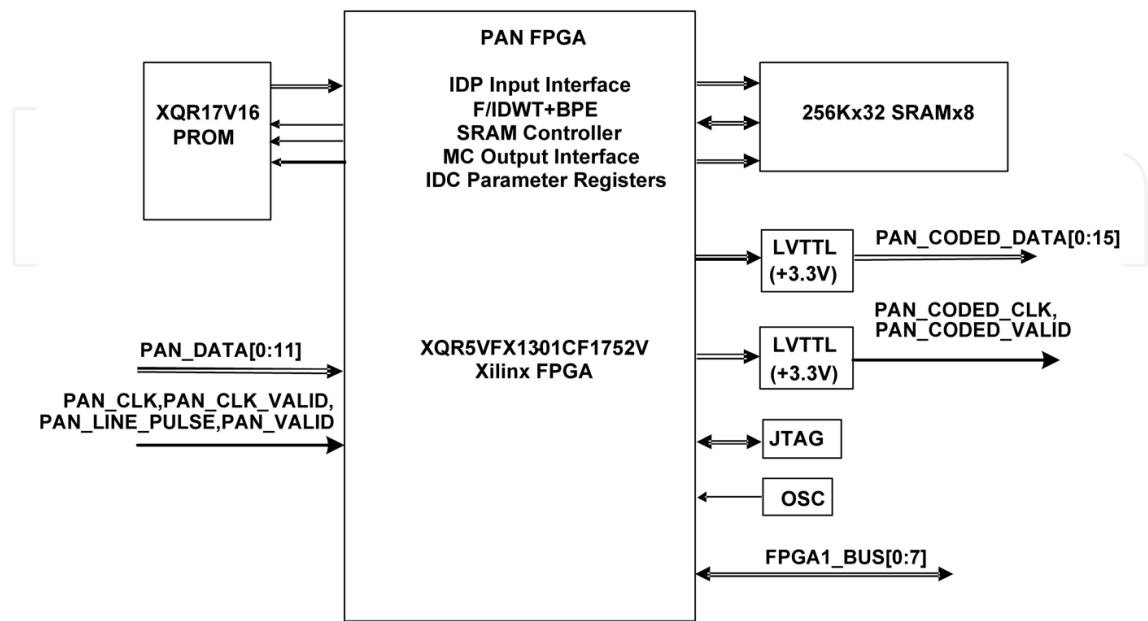 PAN FPGA
IDP Input Interface
F/IDWT+BPE
SRAM Controller
MC Output Interface
IDC Parameter Registers
XQR17V16
PROM
256Kx32 SRAMx8
LVTTL
(+3.3V)
PAN_CODED_DATA[0:15]
PAN_CODED_CLK,
PAN_CODED_VALID
LVTTL
(+3.3V)
PAN_DATA[0:11]
PAN_CLK,PAN_CLK_VALID,
PAN_LINE_PULSE,PAN_VALID
XQR5VFX1301CF1752V
Xilinx FPGA
JTAG
OSC
FPGA1_BUS[0:7]